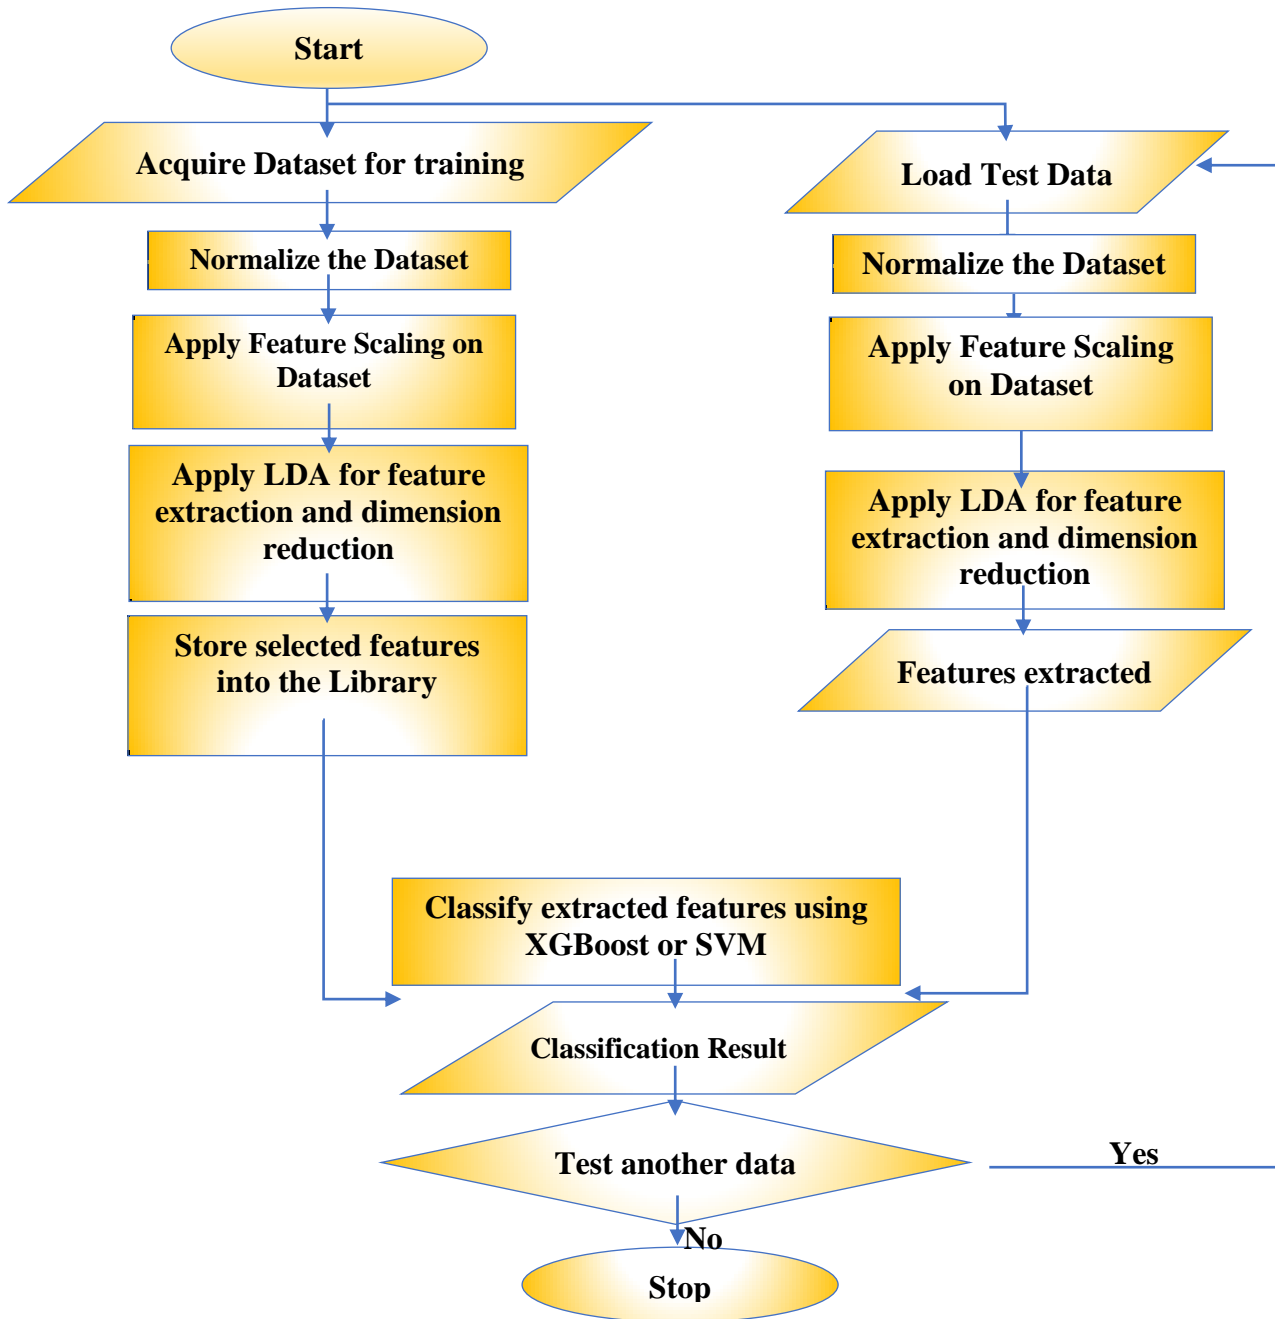 Start
Acquire Dataset for training
Normalize the Dataset
Apply Feature Scaling on
Dataset
Apply LDA for feature
extraction and dimension
reduction
Store selected features
into the Library
Load Test Data
Normalize the Dataset
Apply Feature Scaling
on Dataset
Apply LDA for feature
extraction and dimension
reduction
Features extracted
Classify extracted features using
XGBoost or SVM
Classification Result
Test another data
Yes
No
Stop